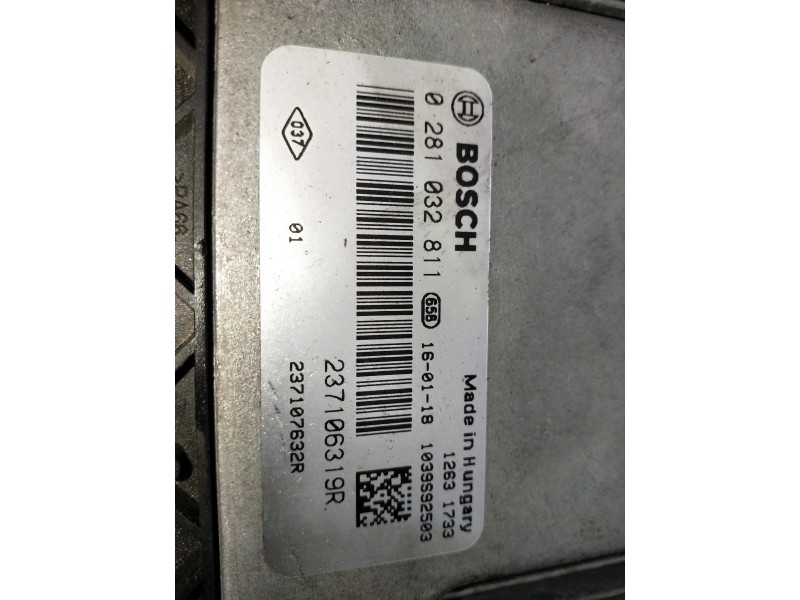 BOSCH
Made in Hungary
1263 1733
0 281 032 811 658 16-01-18 1039S92503
237106319R
037
01
237107632R
>PA66